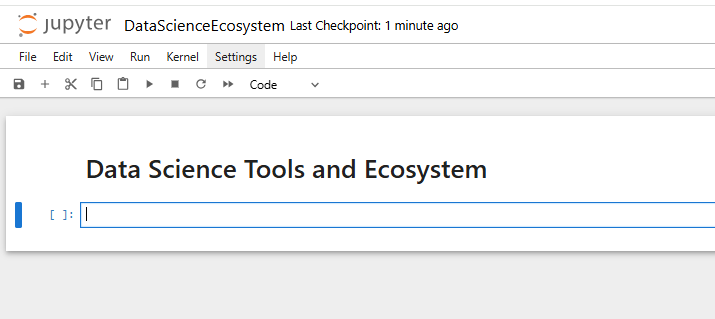 jupyter DataScienceEcosystem Last Checkpoint: 1 minute ago
File Edit View Run Kernel Settings Help
Code
Data Science Tools and Ecosystem
[ ]: